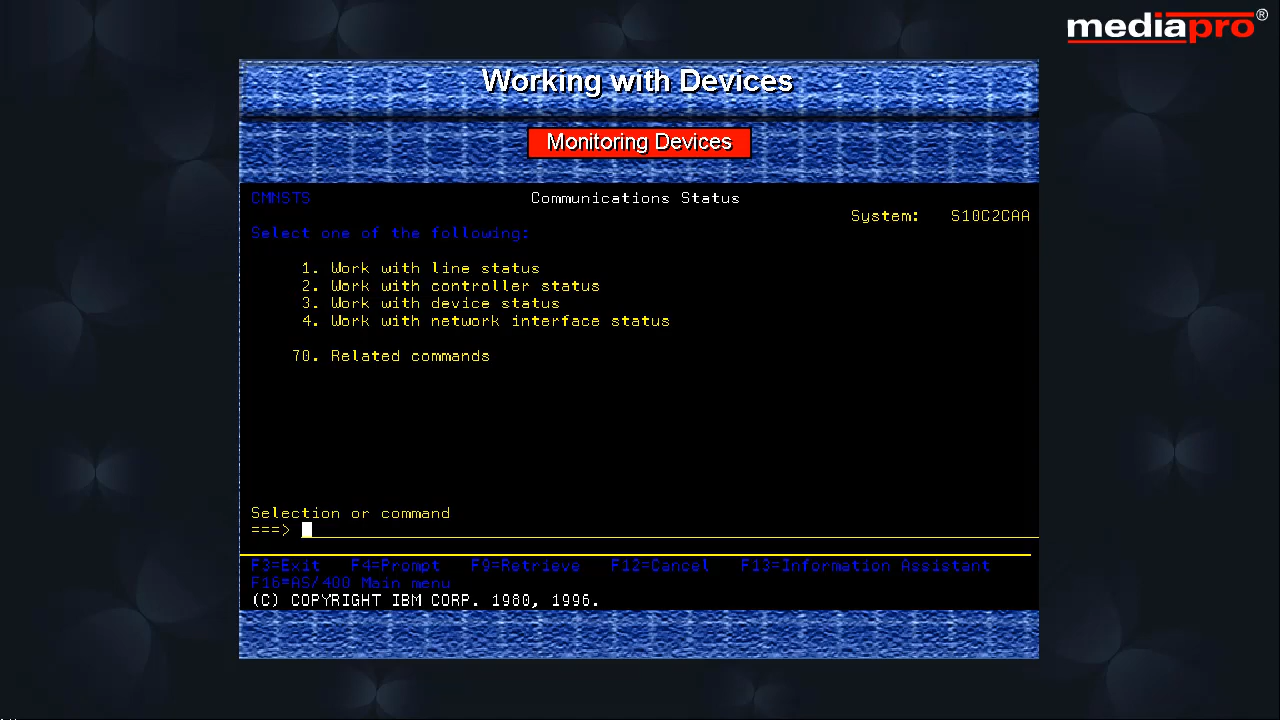 mediapro®
Working with Devices
Monitoring Devices
CMNSTS Communications Status
System: S10C2CAA
Select one of the following:
1. Work with line status
2. Work with controller status
3. Work with device status
4. Work with network interface status
70. Related commands
Selection or command
===>
F3=Exit F4=Prompt F9=Retrieve F12=Cancel F13=Information Assistant
F16=AS/400 Main menu
(C) COPYRIGHT IBM CORP. 1980, 1996.